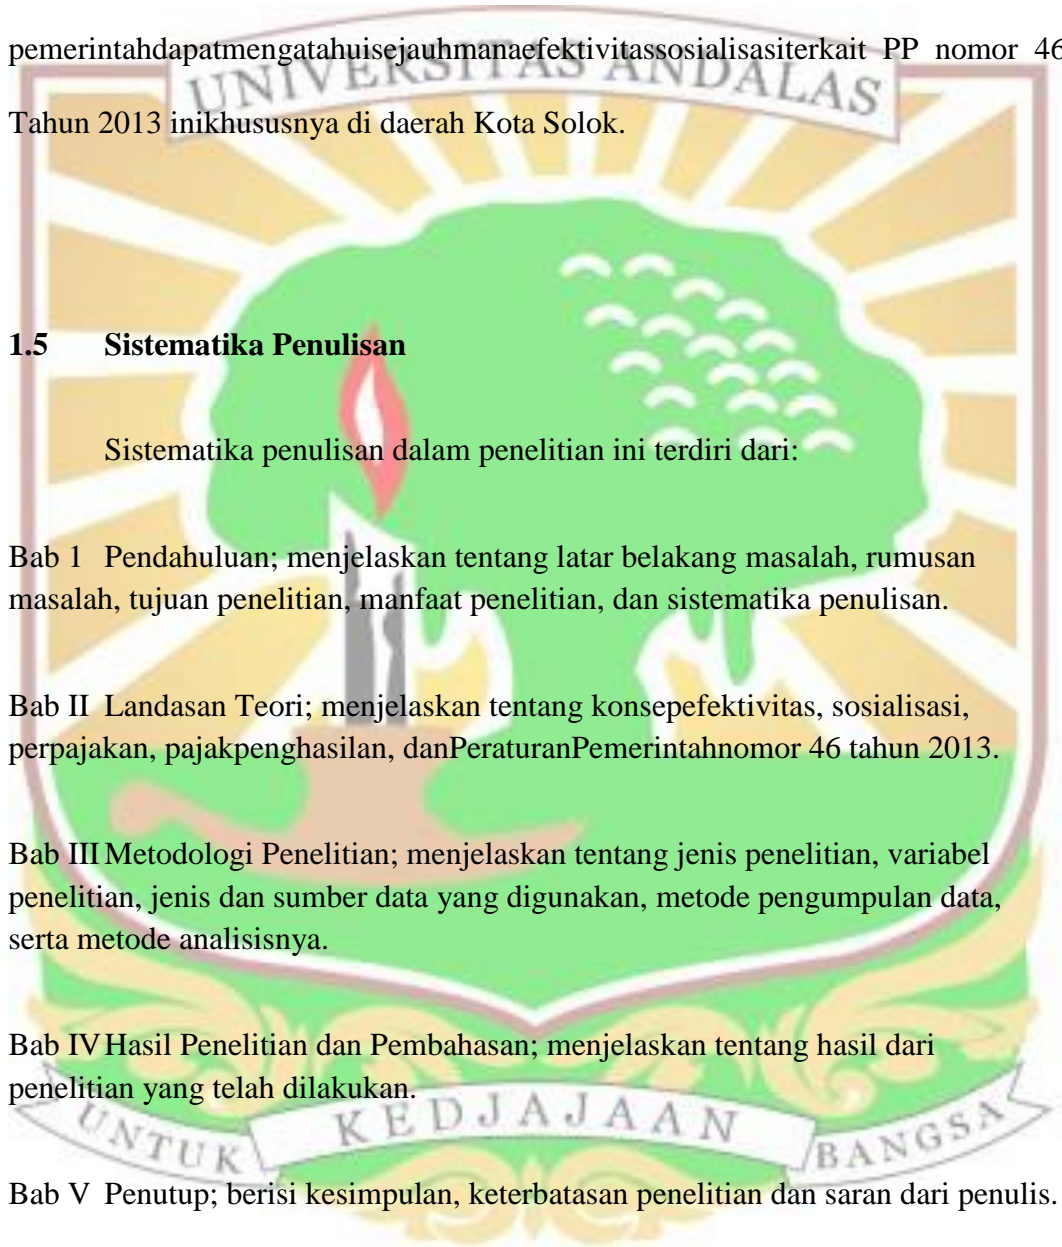 pemerintahdapatmengatahuisejauhmanaefektivitassosialisasiterkait PP nomor 46
UNIVERSITAS ANDALAS
Tahun 2013 inikhususnya di daerah Kota Solok.
1.5 Sistematika Penulisan
Sistematika penulisan dalam penelitian ini terdiri dari:
Bab 1 Pendahuluan; menjelaskan tentang latar belakang masalah, rumusan
masalah, tujuan penelitian, manfaat penelitian, dan sistematika penulisan.
Bab II Landasan Teori; menjelaskan tentang konsepefektivitas, sosialisasi,
perpajakan, pajakpenghasilan, danPeraturanPemerintahnomor 46 tahun 2013.
Bab III Metodologi Penelitian; menjelaskan tentang jenis penelitian, variabel
penelitian, jenis dan sumber data yang digunakan, metode pengumpulan data,
serta metode analisisnya.
Bab IV Hasil Penelitian dan Pembahasan; menjelaskan tentang hasil dari
penelitian yang telah dilakukan.
UNTUK KEDJAJAAN BANGSA
Bab V Penutup; berisi kesimpulan, keterbatasan penelitian dan saran dari penulis.